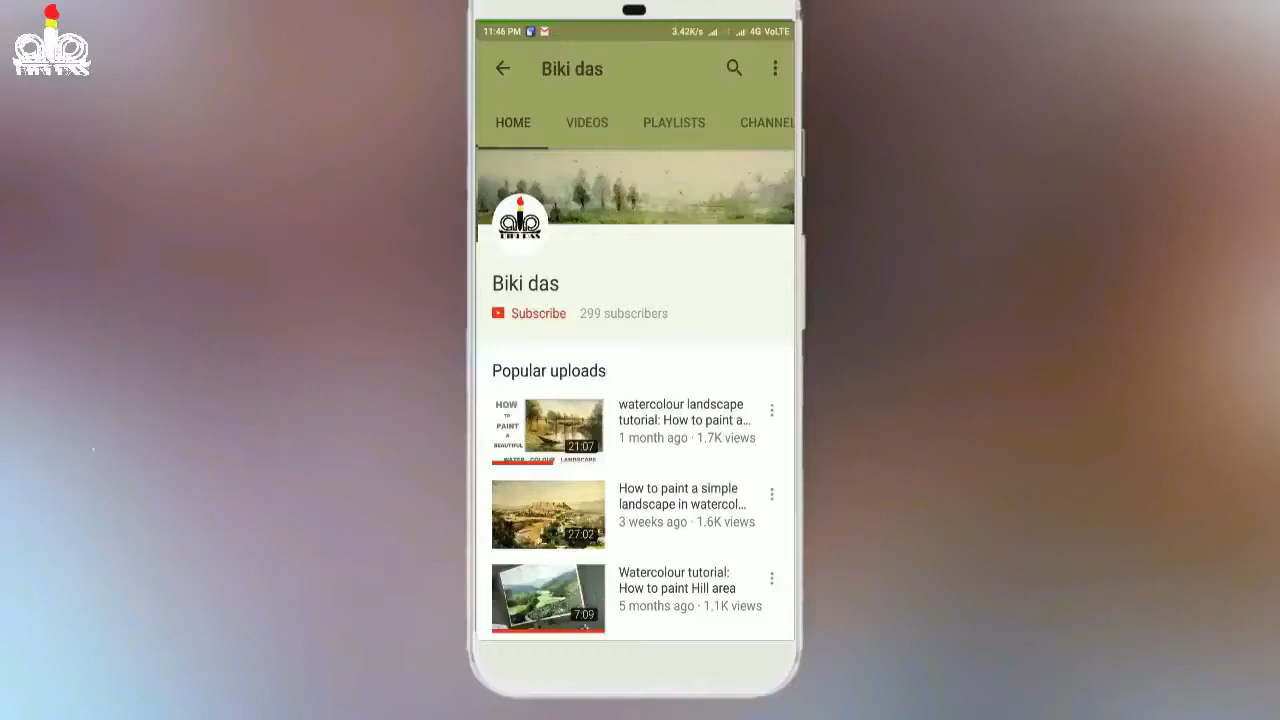 11:46 PM 3.42K/s 4G VoLTE
Biki das
HOME VIDEOS PLAYLISTS CHANNEL
BIKI DAS
Biki das
Subscribe 299 subscribers
Popular uploads
HOW
TO
PAINT
A
BEAUTIFUL
WATER COLOUR LANDSCAPE
21:07
watercolour landscape
tutorial: How to paint a...
1 month ago · 1.7K views
27:02
How to paint a simple
landscape in watercol...
3 weeks ago · 1.6K views
7:09
Watercolour tutorial:
How to paint Hill area
5 months ago · 1.1K views